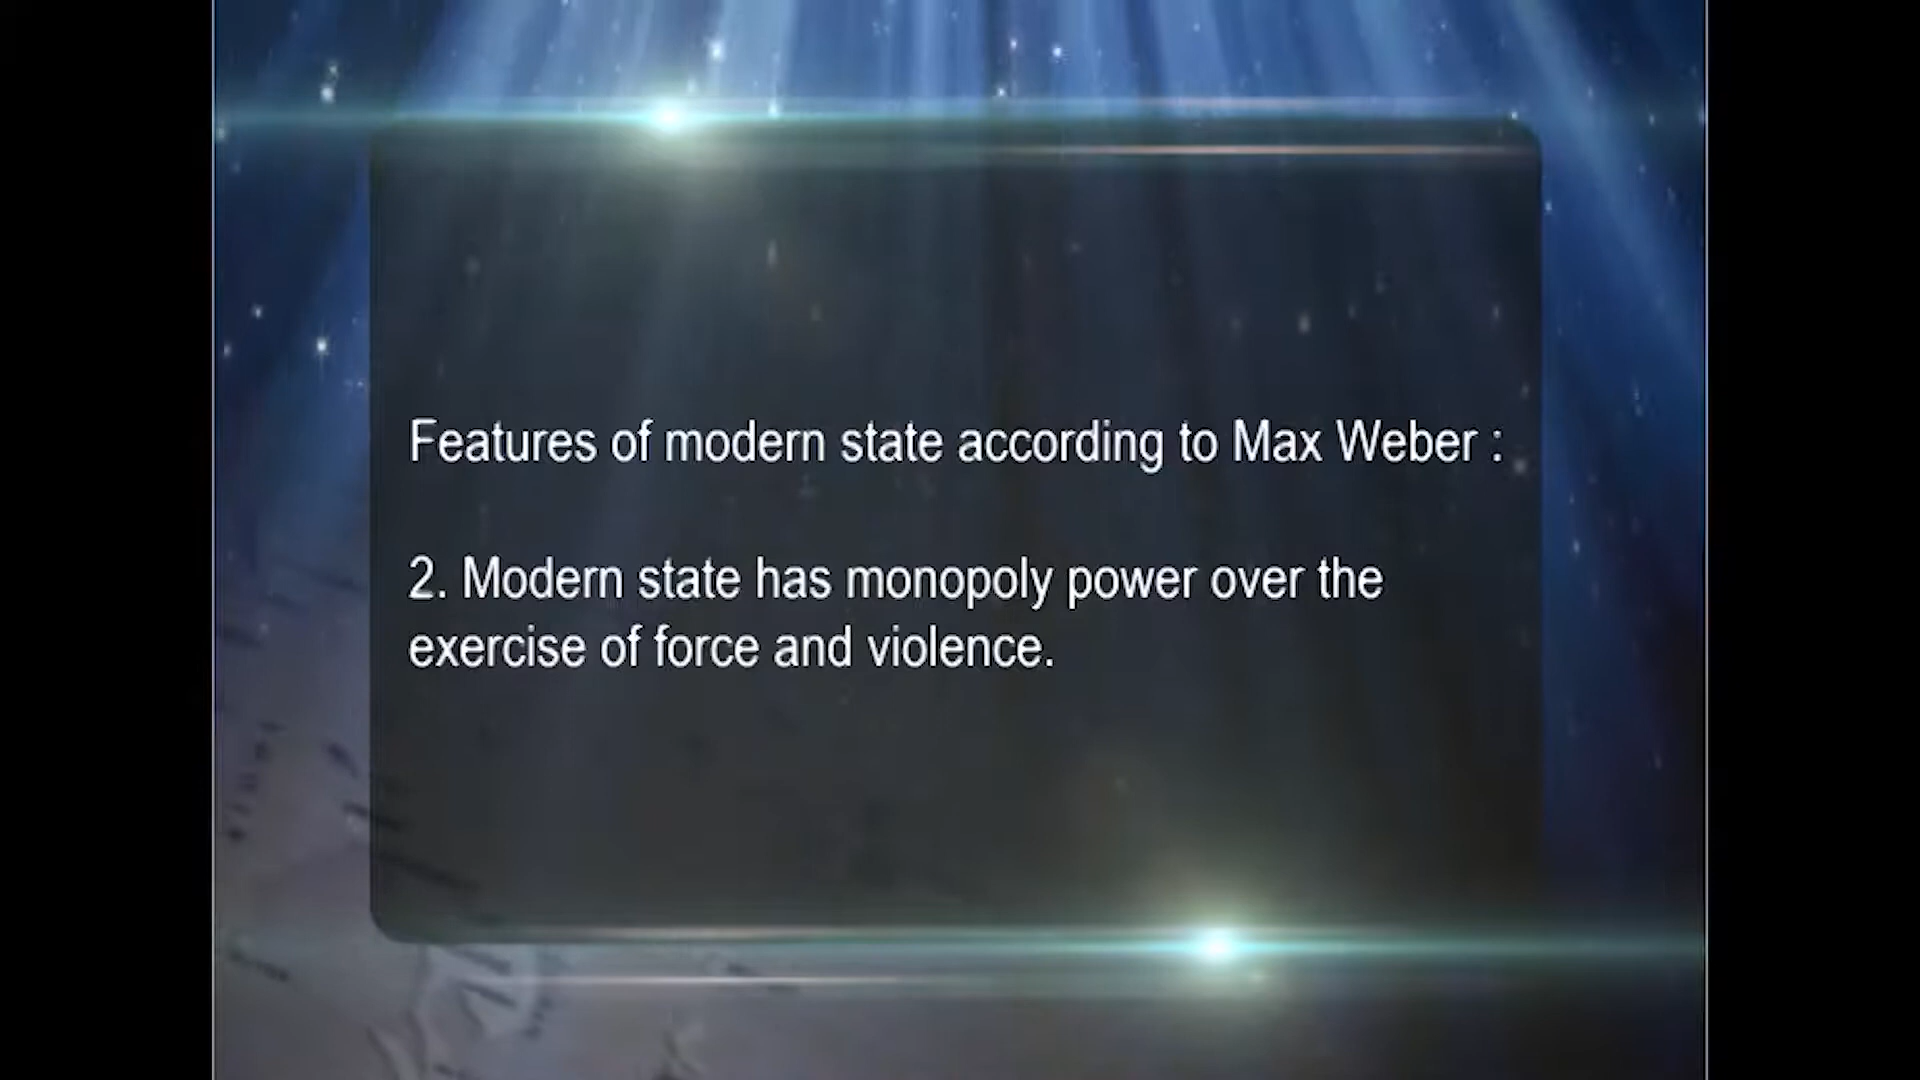 Features of modern state according to Max Weber :
2. Modern state has monopoly power over the
exercise of force and violence.